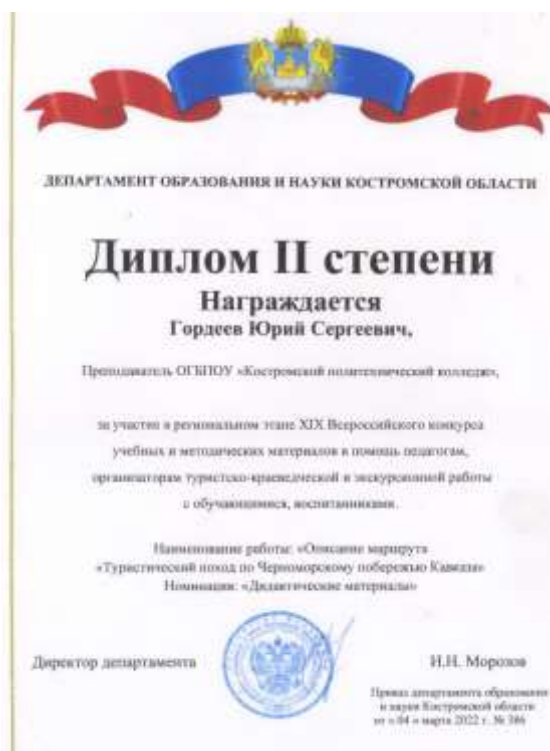 ДЕПАРТАМЕНТ ОБРАЗОВАНИЯ И НАУКИ КОСТРОМСКОЙ ОБЛАСТИ
Диплом II степени
Награждается
Гордеев Юрий Сергеевич,
Преподаватель ОГБПОУ «Костромской политехнический колледж»,
за участие в региональном этапе XIX Всероссийского конкурса
учебных и методических материалов в помощь педагогам,
организаторам туристско-краеведческой и экскурсионной работы
с обучающимися, воспитанниками.
Наименование работы: «Описание маршрута
«Туристический поход по Черноморскому побережью Кавказа»
Номинация: «Дидактические материалы»
Директор департамента
И.Н. Морозов
Приказ департамента образования
и науки Костромской области
от « 04 » марта 2022 г. № 386